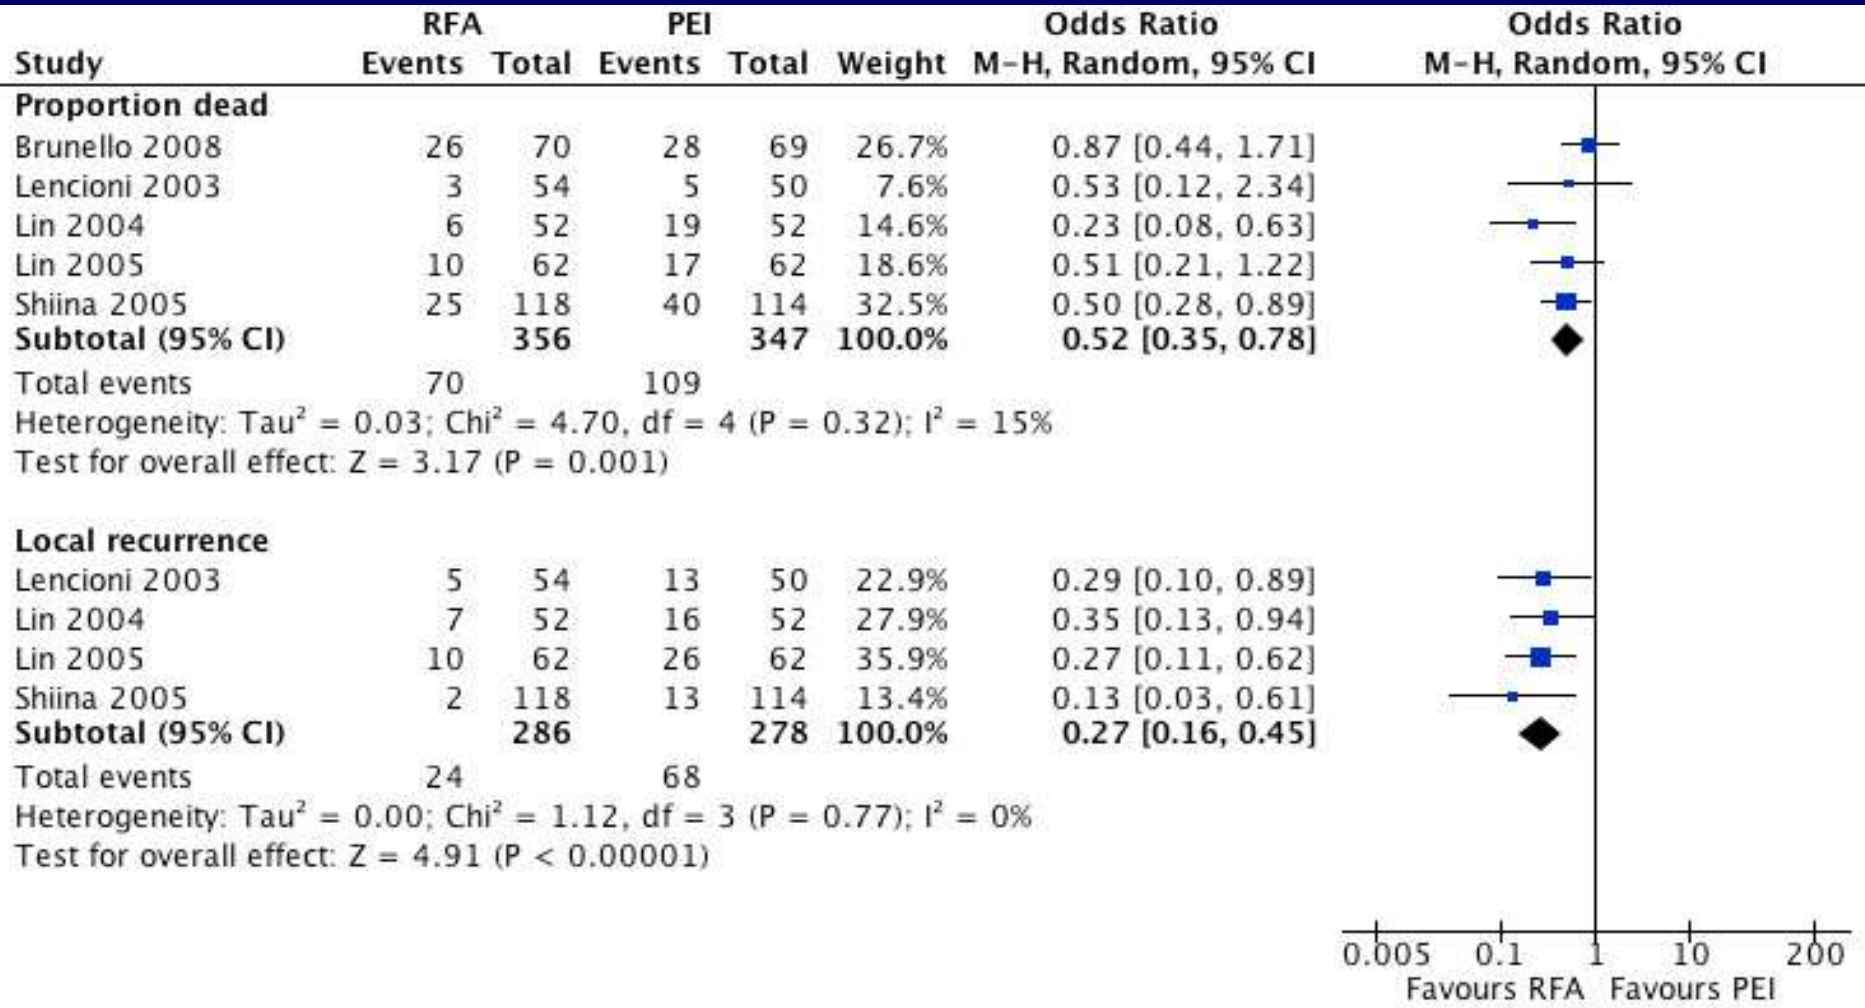 RFA PEI Odds Ratio Odds Ratio
Study Events Total Events Total Weight M-H, Random, 95% CI M-H, Random, 95% CI
Proportion dead
Brunello 2008 26 70 28 69 26.7% 0.87 [0.44, 1.71]
Lencioni 2003 3 54 5 50 7.6% 0.53 [0.12, 2.34]
Lin 2004 6 52 19 52 14.6% 0.23 [0.08, 0.63]
Lin 2005 10 62 17 62 18.6% 0.51 [0.21, 1.22]
Shiina 2005 25 118 40 114 32.5% 0.50 [0.28, 0.89]
Subtotal (95% CI) 356 347 100.0% 0.52 [0.35, 0.78]
Total events 70 109
Heterogeneity: Tau² = 0.03; Chi² = 4.70, df = 4 (P = 0.32); I² = 15%
Test for overall effect: Z = 3.17 (P = 0.001)
Local recurrence
Lencioni 2003 5 54 13 50 22.9% 0.29 [0.10, 0.89]
Lin 2004 7 52 16 52 27.9% 0.35 [0.13, 0.94]
Lin 2005 10 62 26 62 35.9% 0.27 [0.11, 0.62]
Shiina 2005 2 118 13 114 13.4% 0.13 [0.03, 0.61]
Subtotal (95% CI) 286 278 100.0% 0.27 [0.16, 0.45]
Total events 24 68
Heterogeneity: Tau² = 0.00; Chi² = 1.12, df = 3 (P = 0.77); I² = 0%
Test for overall effect: Z = 4.91 (P < 0.00001)
0.005 0.1 1 10 200
Favours RFA Favours PEI